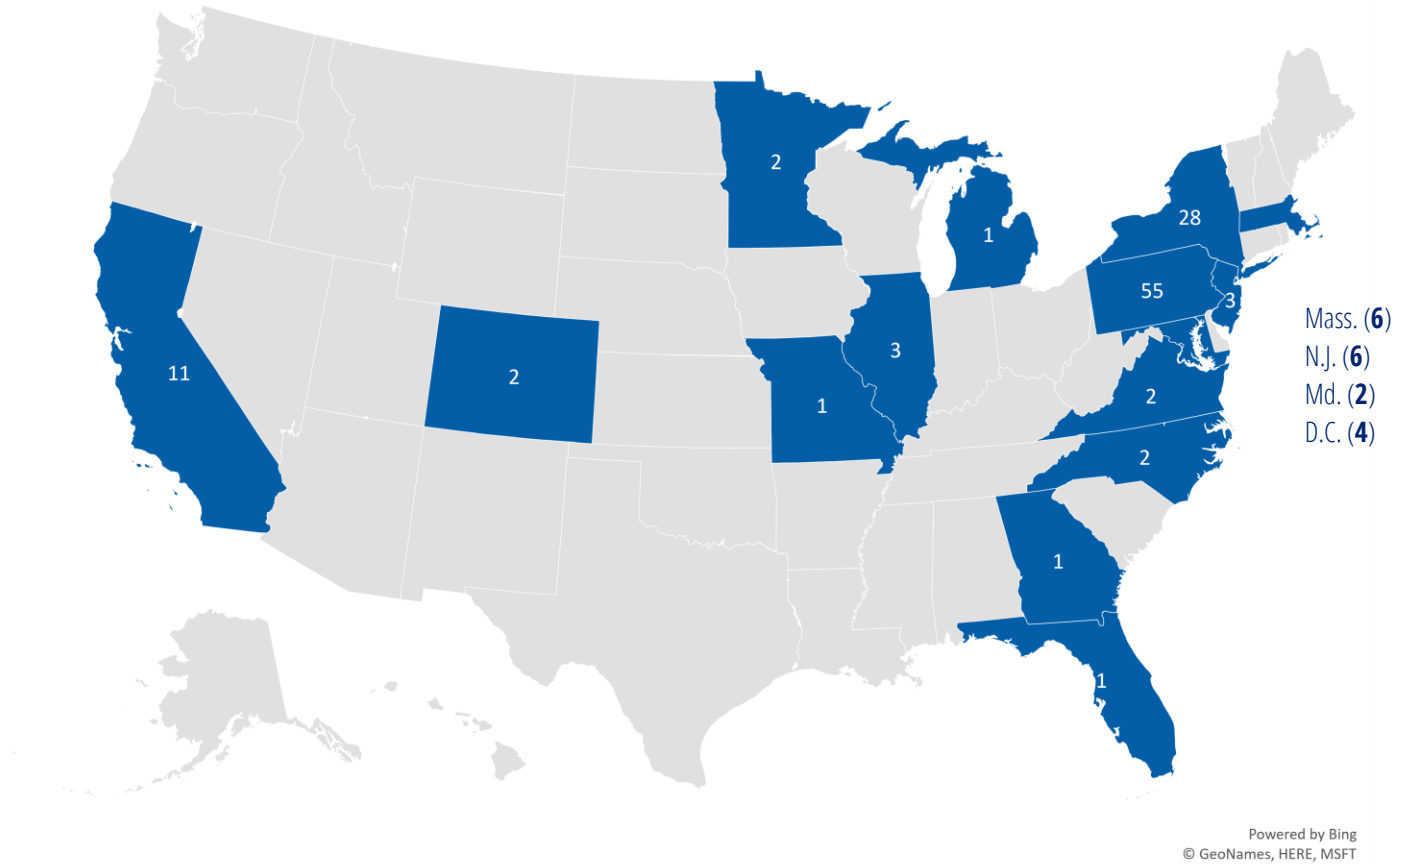 2
28
1
55
3
Mass. (6)
N.J. (6)
Md. (2)
D.C. (4)
3
11
2
2
1
2
1
1
Powered by Bing
© GeoNames, HERE, MSFT